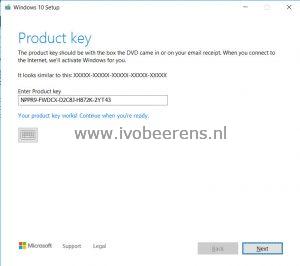 Windows 10 Setup
Product key
The product key should be with the box the DVD came in or on your email receipt. When you connect to the Internet, we'll activate Windows for you.
It looks similar to this: XXXXX-XXXXX-XXXXX-XXXXX-XXXXX
Enter Product key
NPPR9-FWDCX-D2C8J-H872K-2YT43
Your product key works! Continue when you're ready.
www.ivobeerens.nl
Microsoft Support Legal Back Next